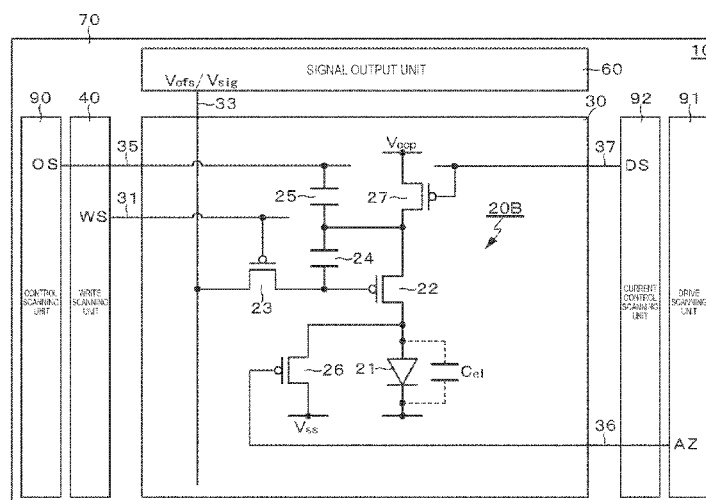 70
10
SIGNAL OUTPUT UNIT
60
Vofs/Vsig
90
40
33
30
92
91
OS
35
Vccp
37
DS
25
27
WS
31
20B
24
22
23
CONTROL SCANNING UNIT
WRITE SCANNING UNIT
CURRENT CONTROL SCANNING UNIT
DRIVE SCANNING UNIT
26
21
Cel
Vss
36
AZ